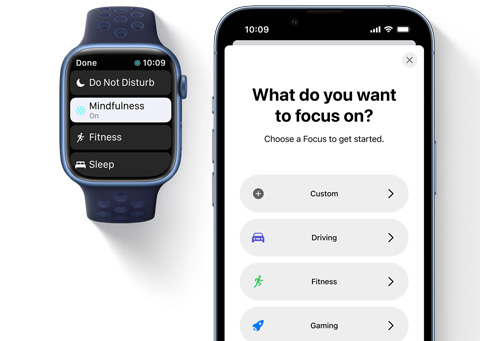 Done 10:09
Do Not Disturb
Mindfulness
On
Fitness
Sleep
10:09
What do you want
to focus on?
Choose a Focus to get started.
Custom
Driving
Fitness
Gaming